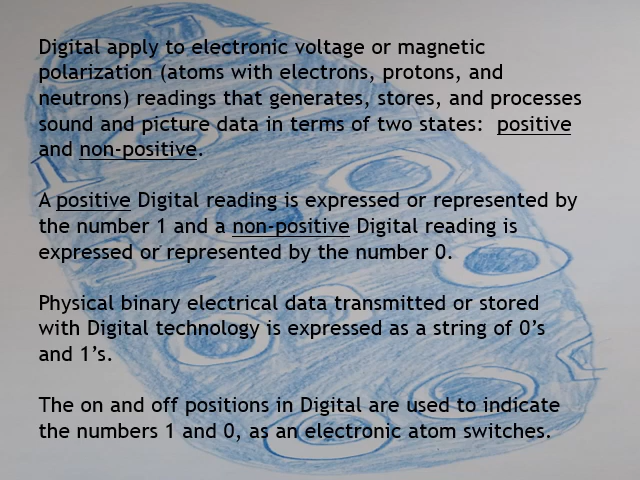 Digital apply to electronic voltage or magnetic
polarization (atoms with electrons, protons, and
neutrons) readings that generates, stores, and processes
sound and picture data in terms of two states:  positive
and non-positive.
A positive Digital reading is expressed or represented by
the number 1 and a non-positive Digital reading is
expressed or represented by the number 0.
Physical binary electrical data transmitted or stored
with Digital technology is expressed as a string of 0’s
and 1’s.
The on and off positions in Digital are used to indicate
the numbers 1 and 0, as an electronic atom switches.